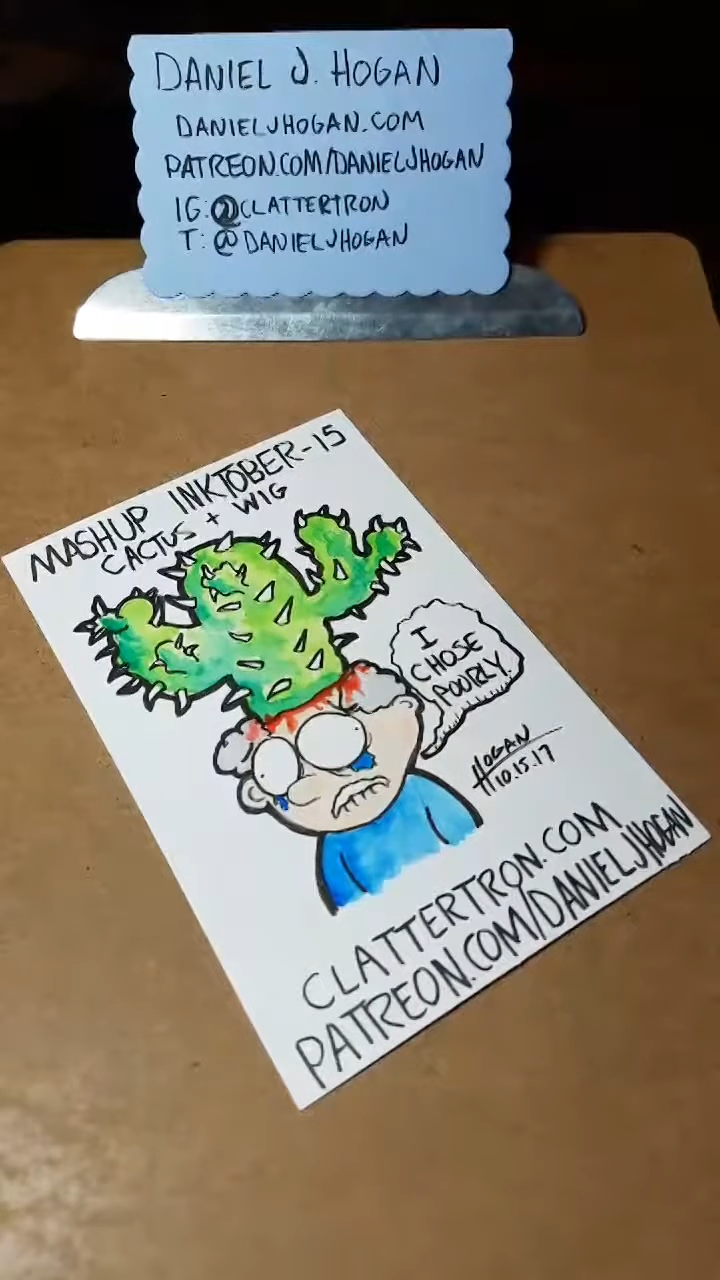 DANIEL J. HOGAN
DANIELJHOGAN.COM
PATREON.COM/DANIELJHOGAN
IG: @CLATTERTRON
T: @DANIELJHOGAN
MASHUP INKTOBER-15
CACTUS + WIG
I
CHOSE
POORLY.
HOGAN
10.15.17
CLATTERTRON.COM
PATREON.COM/DANIELJHOGAN